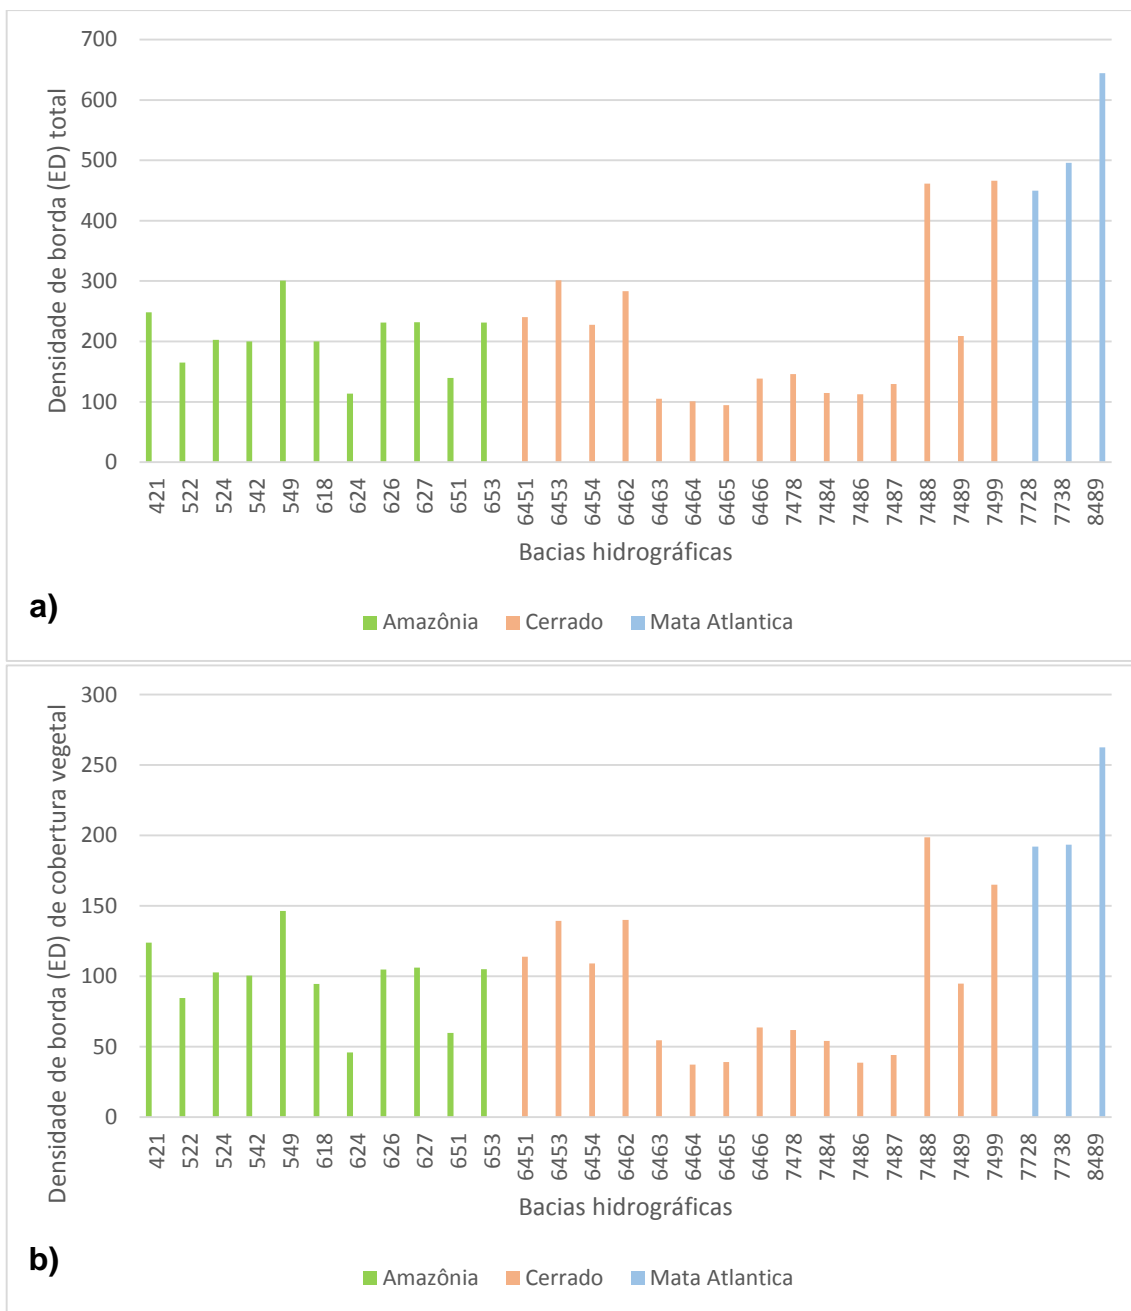 Densidade de borda (ED) total
700
600
500
400
300
200
100
0
421 522 524 542 549 618 624 626 627 651 653 6451 6453 6454 6462 6463 6464 6465 6466 7478 7484 7486 7487 7488 7489 7499 7728 7738 8489
Bacias hidrográficas
a)
Amazônia Cerrado Mata Atlantica
Densidade de borda (ED) de cobertura vegetal
300
250
200
150
100
50
0
421 522 524 542 549 618 624 626 627 651 653 6451 6453 6454 6462 6463 6464 6465 6466 7478 7484 7486 7487 7488 7489 7499 7728 7738 8489
Bacias hidrográficas
b)
Amazônia Cerrado Mata Atlantica